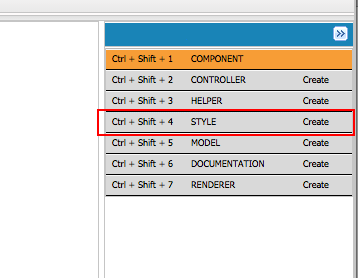 Ctrl + Shift + 1 COMPONENT
Ctrl + Shift + 2 CONTROLLER Create
Ctrl + Shift + 3 HELPER Create
Ctrl + Shift + 4 STYLE Create
Ctrl + Shift + 5 MODEL Create
Ctrl + Shift + 6 DOCUMENTATION Create
Ctrl + Shift + 7 RENDERER Create